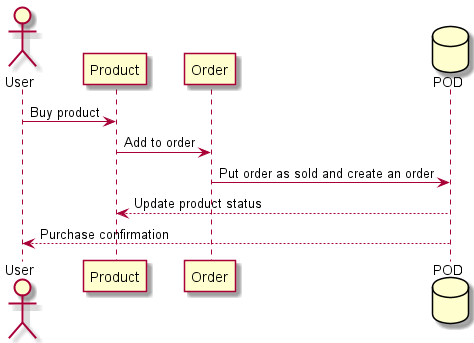 User
Product
Order
POD
Buy product
Add to order
Put order as sold and create an order
Update product status
Purchase confirmation
User
Product
Order
POD